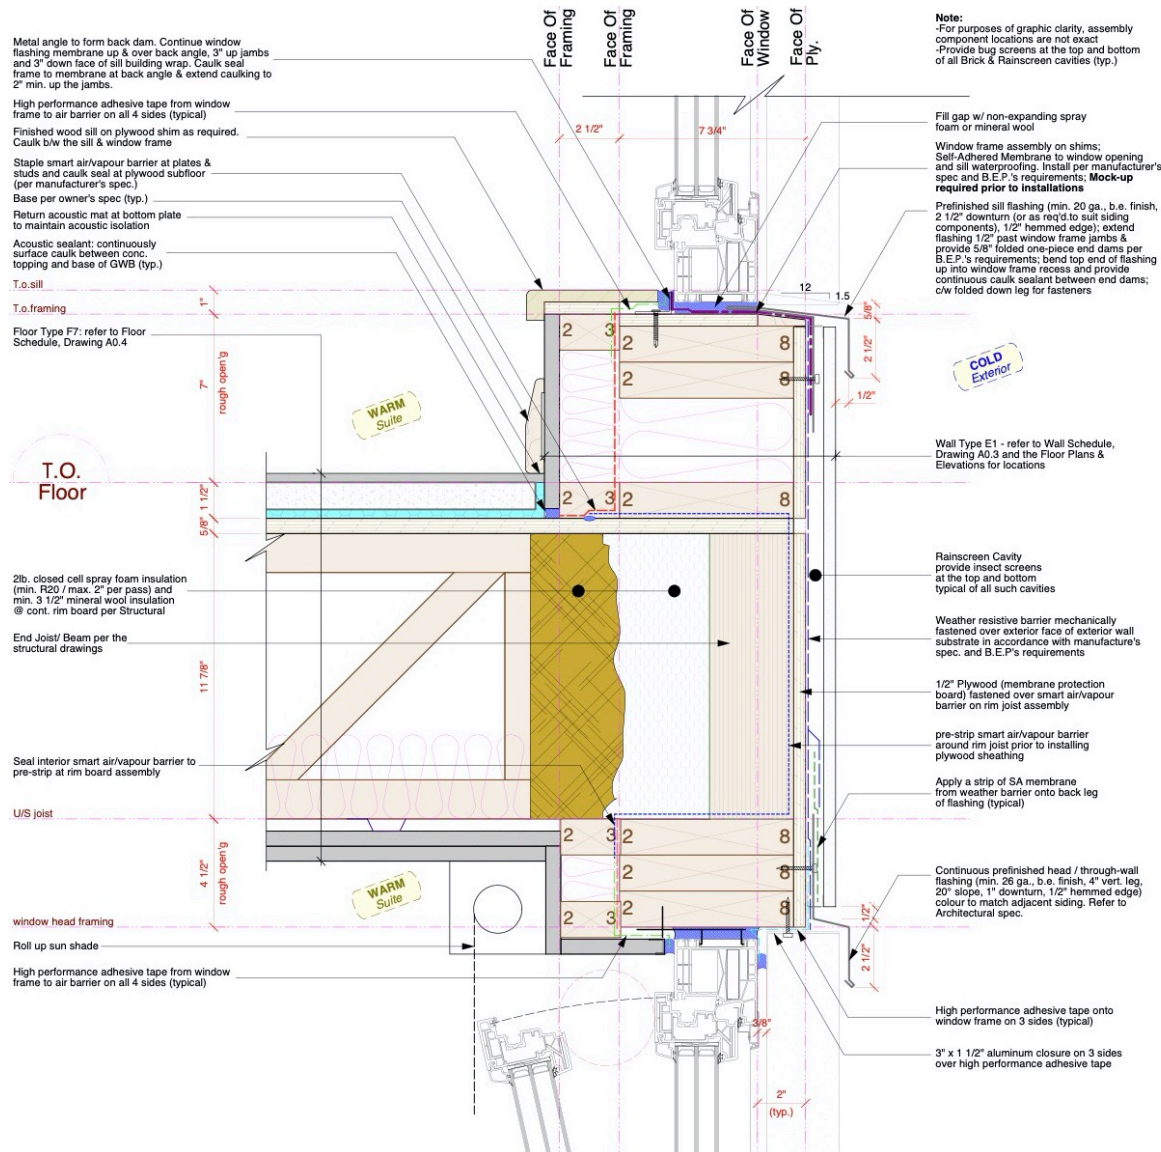 Face Of
Framing
Face Of
Framing
Face Of
Window
Face Of
Ply.
Note:
-For purposes of graphic clarity, assembly
component locations are not exact
-Provide bug screens at the top and bottom
of all Brick & Rainscreen cavities (typ.)
Metal angle to form back dam. Continue window
flashing membrane up & over back angle, 3" up jambs
and 3" down face of sill building wrap. Caulk seal
frame to membrane at back angle & extend caulking to
2" min. up the jambs.
High performance adhesive tape from window
frame to air barrier on all 4 sides (typical)
Finished wood sill on plywood shim as required.
Caulk b/w the sill & window frame
Staple smart air/vapour barrier at plates &
studs and caulk seal at plywood subfloor
(per manufacturer's spec.)
Base per owner's spec (typ.)
Return acoustic mat at bottom plate
to maintain acoustic isolation
Acoustic sealant: continuously
surface caulk between conc.
topping and base of GWB (typ.)
T.o.sill
T.o.framing
Floor Type F7: refer to Floor
Schedule, Drawing A0.4
T.O.
Floor
2lb. closed cell spray foam insulation
(min. R20 / max. 2" per pass) and
min. 3 1/2" mineral wool insulation
@ cont. rim board per Structural
End Joist/ Beam per the
structural drawings
Seal interior smart air/vapour barrier to
pre-strip at rim board assembly
U/S joist
window head framing
Roll up sun shade
High performance adhesive tape from window
frame to air barrier on all 4 sides (typical)
1"
7"
rough open'g
1 1/2"
5/8"
11 7/8"
4 1/2"
rough open'g
2 1/2"
7 3/4"
WARM
Suite
WARM
Suite
2
3
2
8
2
8
2
3
2
8
2
3
2
8
2
8
2
3
2
8
12
1.5
5/8"
2 1/2"
1/2"
COLD
Exterior
1/2"
2 1/2"
3/8"
2"
(typ.)
Fill gap w/ non-expanding spray
foam or mineral wool
Window frame assembly on shims;
Self-Adhered Membrane to window opening
and sill waterproofing. Install per manufacturer's
spec and B.E.P.'s requirements; Mock-up
required prior to installations
Prefinished sill flashing (min. 20 ga., b.e. finish,
2 1/2" downturn (or as req'd.to suit siding
components), 1/2" hemmed edge); extend
flashing 1/2" past window frame jambs &
provide 5/8" folded one-piece end dams per
B.E.P.'s requirements; bend top end of flashing
up into window frame recess and provide
continuous caulk sealant between end dams;
c/w folded down leg for fasteners
Wall Type E1 - refer to Wall Schedule,
Drawing A0.3 and the Floor Plans &
Elevations for locations
Rainscreen Cavity
provide insect screens
at the top and bottom
typical of all such cavities
Weather resistive barrier mechanically
fastened over exterior face of exterior wall
substrate in accordance with manufacture's
spec. and B.E.P's requirements
1/2" Plywood (membrane protection
board) fastened over smart air/vapour
barrier on rim joist assembly
pre-strip smart air/vapour barrier
around rim joist prior to installing
plywood sheathing
Apply a strip of SA membrane
from weather barrier onto back leg
of flashing (typical)
Continuous prefinished head / through-wall
flashing (min. 26 ga., b.e. finish, 4" vert. leg,
20° slope, 1" downturn, 1/2" hemmed edge)
colour to match adjacent siding. Refer to
Architectural spec.
High performance adhesive tape onto
window frame on 3 sides (typical)
3" x 1 1/2" aluminum closure on 3 sides
over high performance adhesive tape